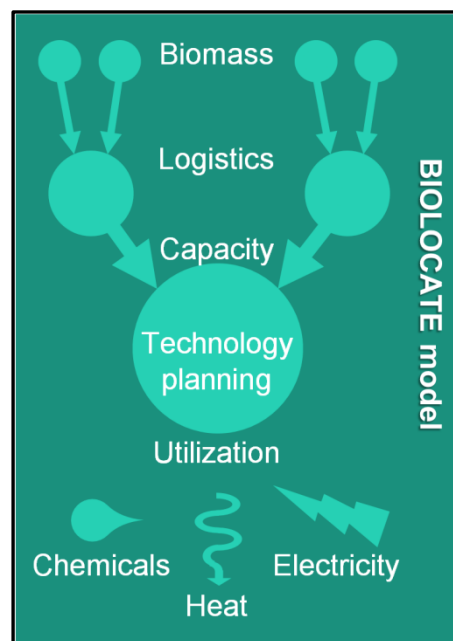 Biomass
Logistics
Capacity
Technology
planning
Utilization
Chemicals
Electricity
Heat
BIOLOCATE model